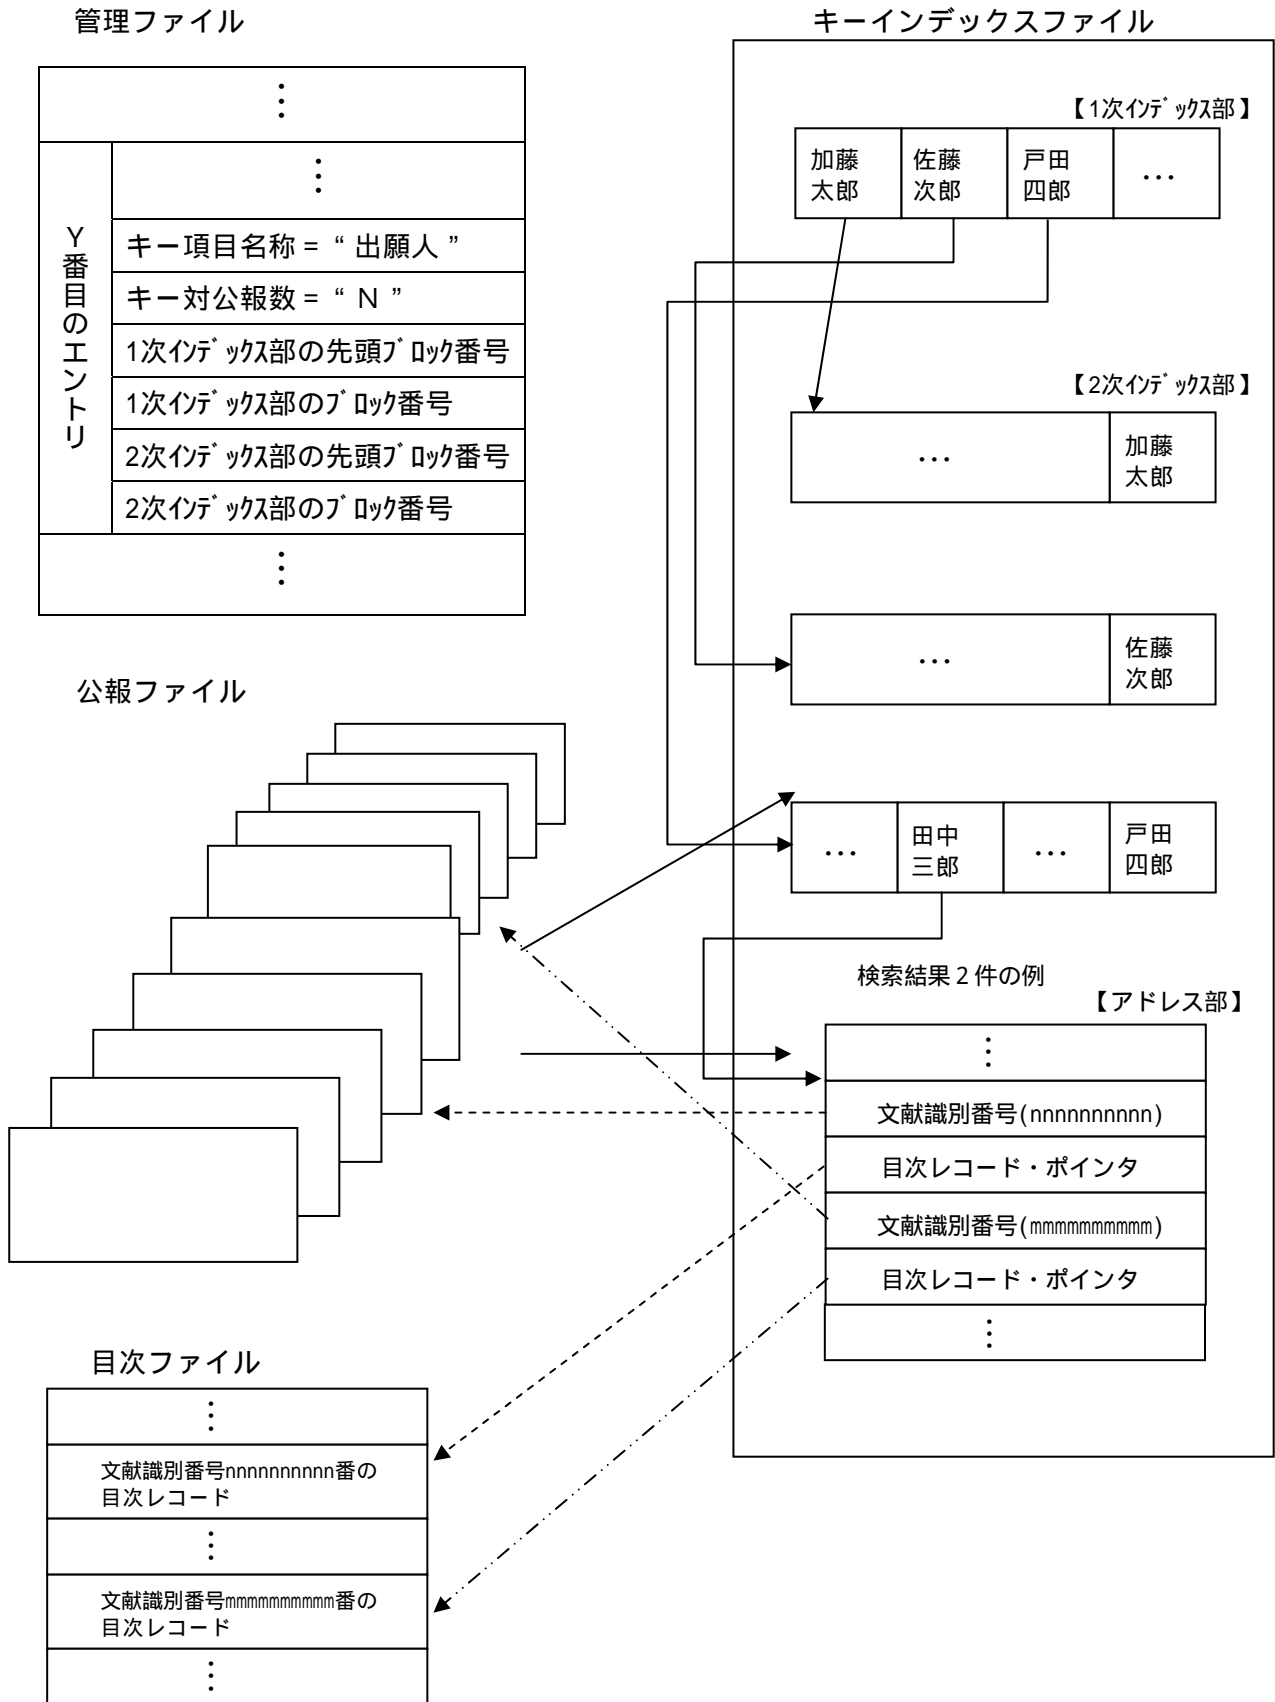 管理ファイル
︙
Y番目のエントリ
︙
キー項目名称 = “ 出願人 ”
キー対公報数 = “ N ”
1次ｲﾝﾃﾞｯｸｽ部の先頭ﾌﾞﾛｯｸ番号
1次ｲﾝﾃﾞｯｸｽ部のﾌﾞﾛｯｸ番号
2次ｲﾝﾃﾞｯｸｽ部の先頭ﾌﾞﾛｯｸ番号
2次ｲﾝﾃﾞｯｸｽ部のﾌﾞﾛｯｸ番号
︙
キーインデックスファイル
【1次ｲﾝﾃﾞｯｸｽ部】
加藤
太郎
佐藤
次郎
戸田
四郎
…
【2次ｲﾝﾃﾞｯｸｽ部】
…
加藤
太郎
…
佐藤
次郎
…
田中
三郎
…
戸田
四郎
検索結果2件の例
【アドレス部】
︙
文献識別番号(nnnnnnnnnn)
目次レコード・ポインタ
文献識別番号(mmmmmmmmmm)
目次レコード・ポインタ
︙
公報ファイル
目次ファイル
︙
文献識別番号nnnnnnnnnn番の
目次レコード
︙
文献識別番号mmmmmmmmmm番の
目次レコード
︙